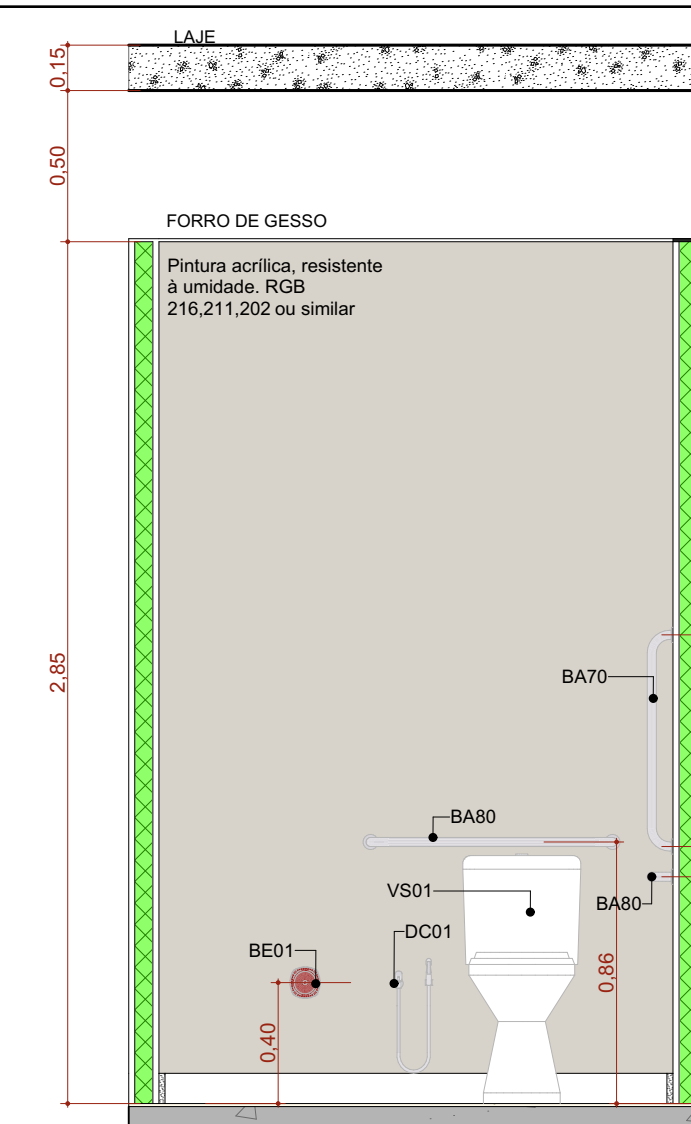 LAJE
0,15
0,50
FORRO DE GESSO
Pintura acrílica, resistente
à umidade. RGB
216,211,202 ou similar
2,85
BA70
BA80
VS01
BA80
DC01
BE01
0,86
0,40